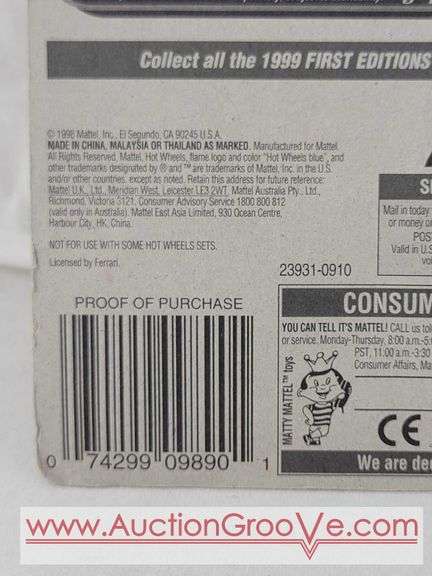 Collect all the 1999 FIRST EDITIONS
© 1998 Mattel, Inc., El Segundo, CA 90245 U.S.A.
MADE IN CHINA, MALAYSIA OR THAILAND AS MARKED. Manufactured for Mattel.
All Rights Reserved. Mattel, Hot Wheels, flame logo and color "Hot Wheels blue", and
other trademarks designated by ® and ™ are trademarks of Mattel, Inc. in the U.S.
and/or other countries, except as noted. Retain this address for future reference:
Mattel U.K., Ltd., Meridian West, Leicester LE3 2WT. Mattel Australia Pty., Ltd.,
Richmond, Victoria 3121. Consumer Advisory Service 1800 800 812
(valid only in Australia). Mattel East Asia Limited, 930 Ocean Centre,
Harbour City, HK, China.
NOT FOR USE WITH SOME HOT WHEELS SETS.
Licensed by Ferrari.
23931-0910
PROOF OF PURCHASE
0 74299 09890 1
Mail in today
or money o
Valid in U.S
CONSUM
YOU CAN TELL IT'S MATTEL! CALL us tol
or service. Monday-Thursday, 8:00 a.m.-5:0
PST, 11:00 a.m.-3:30
Consumer Affairs, Ma
MATTY MATTEL™ toys
CE
We are ded
www.AuctionGrooVe.com